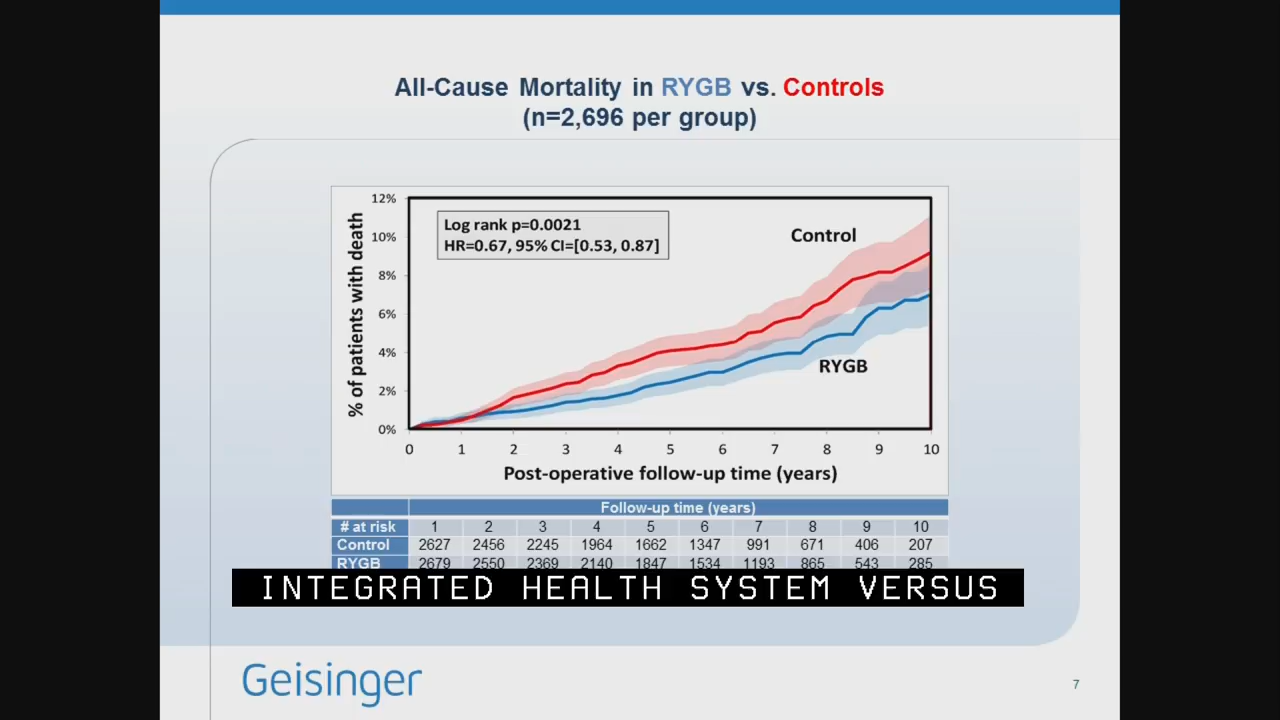 All-Cause Mortality in RYGB vs. Controls
(n=2,696 per group)
12%
10%
8%
6%
4%
2%
0%
% of patients with death
Log rank p=0.0021
HR=0.67, 95% CI=[0.53, 0.87]
Control
RYGB
0 1 2 3 4 5 6 7 8 9 10
Post-operative follow-up time (years)
Follow-up time (years)
# at risk 1 2 3 4 5 6 7 8 9 10
Control 2627 2456 2245 1964 1662 1347 991 671 406 207
RYGB 2679 2550 2369 2140 1847 1534 1193 865 543 285
INTEGRATED HEALTH SYSTEM VERSUS
Geisinger
7